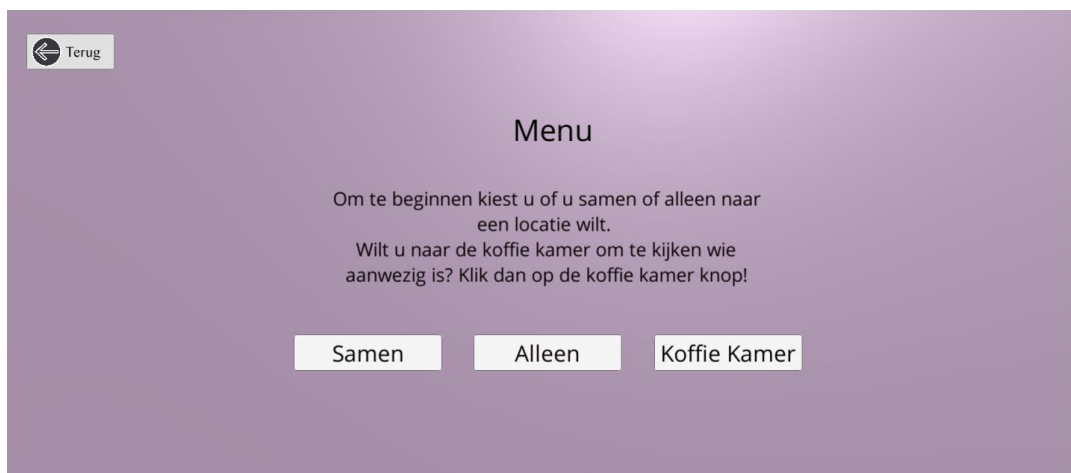 Terug
Menu
Om te beginnen kiest u of u samen of alleen naar
een locatie wilt.
Wilt u naar de koffie kamer om te kijken wie
aanwezig is? Klik dan op de koffie kamer knop!
Samen
Alleen
Koffie Kamer